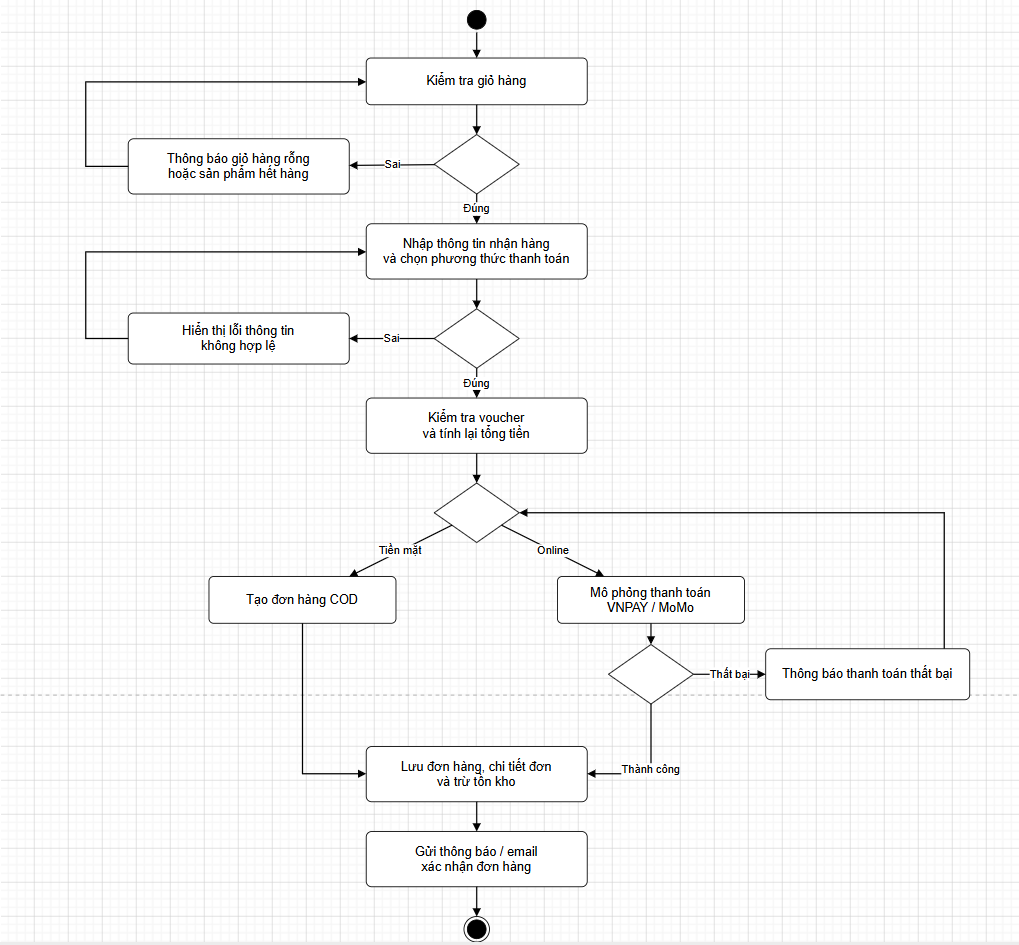 Kiểm tra giỏ hàng
Thông báo giỏ hàng rỗng
hoặc sản phẩm hết hàng
Sai
Đúng
Nhập thông tin nhận hàng
và chọn phương thức thanh toán
Hiển thị lỗi thông tin
không hợp lệ
Sai
Đúng
Kiểm tra voucher
và tính lại tổng tiền
Tiền mặt
Online
Tạo đơn hàng COD
Mô phỏng thanh toán
VNPAY / MoMo
Thất bại
Thông báo thanh toán thất bại
Thành công
Lưu đơn hàng, chi tiết đơn
và trừ tồn kho
Gửi thông báo / email
xác nhận đơn hàng